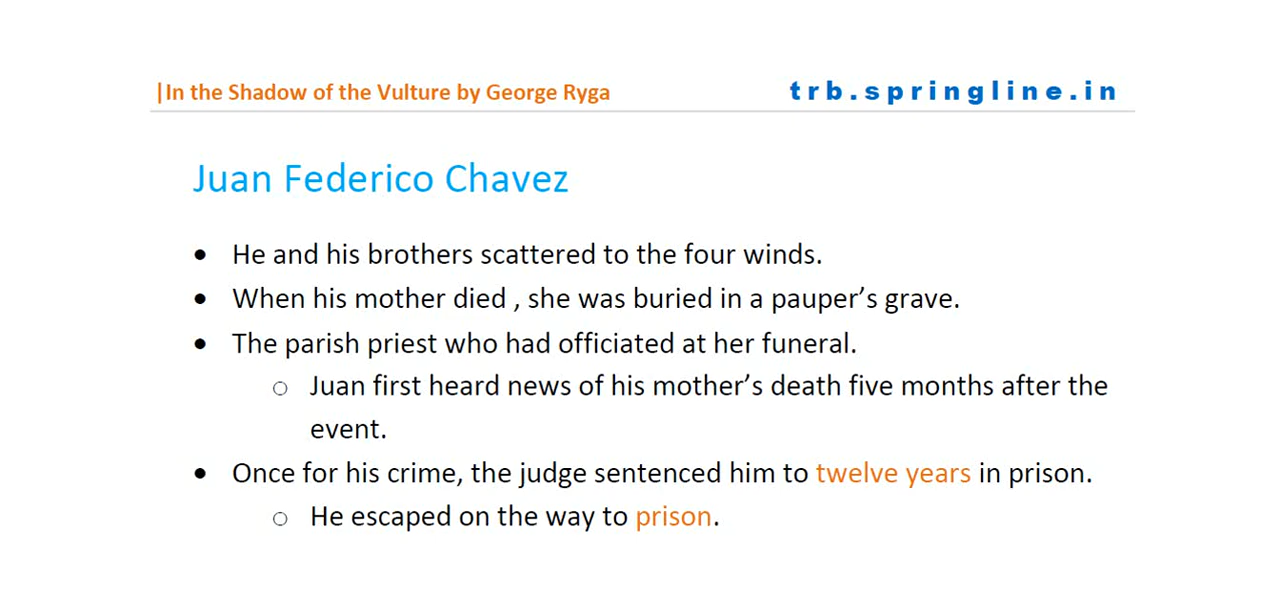 |In the Shadow of the Vulture by George Ryga
trb.springline.in
Juan Federico Chavez
• He and his brothers scattered to the four winds.
• When his mother died , she was buried in a pauper’s grave.
• The parish priest who had officiated at her funeral.
○ Juan first heard news of his mother’s death five months after the
event.
• Once for his crime, the judge sentenced him to twelve years in prison.
○ He escaped on the way to prison.